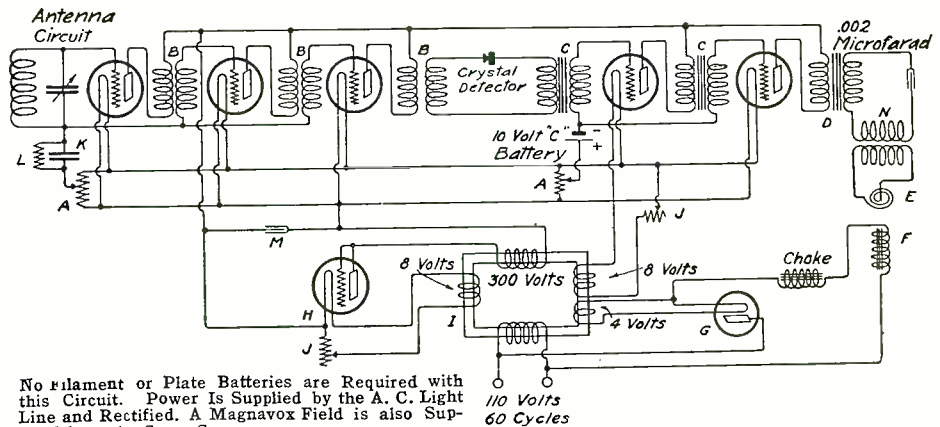 Antenna
Circuit
B
B
B
Crystal
Detector
C
C
.002
Microfarad
D
N
E
L
K
A
10 Volt "C"
Battery
-
+
A
J
M
H
J
8 Volts
I
300 Volts
8 Volts
4 Volts
G
Choke
F
110 Volts
60 Cycles
No Filament or Plate Batteries are Required with
this Circuit. Power Is Supplied by the A. C. Light
Line and Rectified. A Magnavox Field is also Sup-